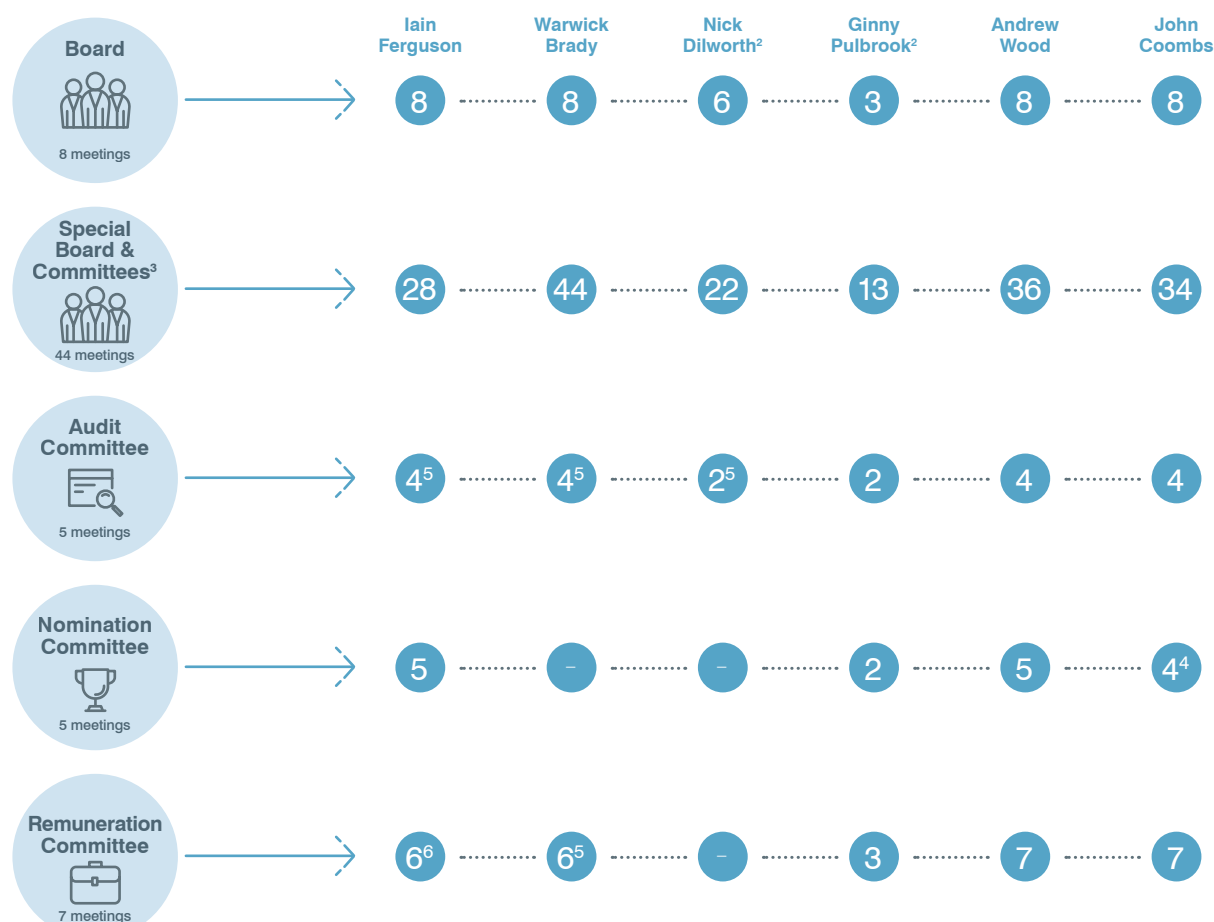 Iain
Ferguson
Warwick
Brady
Nick
Dilworth²
Ginny
Pulbrook²
Andrew
Wood
John
Coombs
Board
8 meetings
8 8 6 3 8 8
Special
Board &
Committees³
44 meetings
28 44 22 13 36 34
Audit
Committee
5 meetings
4⁵ 4⁵ 2⁵ 2 4 4
Nomination
Committee
5 meetings
5 – – 2 5 4⁴
Remuneration
Committee
7 meetings
6⁶ 6⁵ – 3 7 7